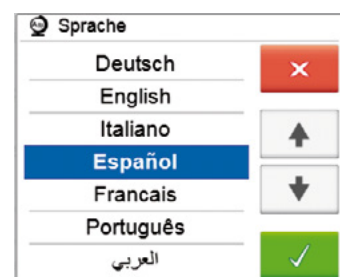 Sprache
Deutsch
English
Italiano
Español
Francais
Português
العربي